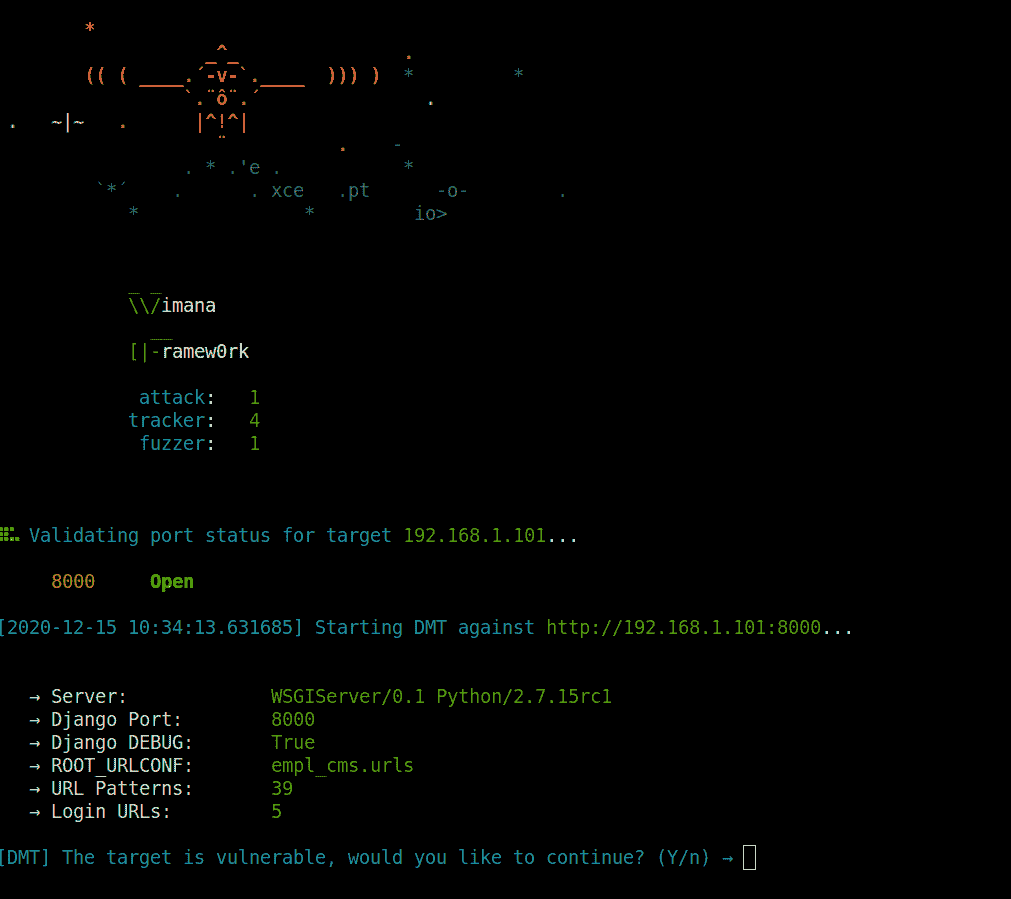 *
_^_ .
(( ( ____.´-v-`.____ ))) ) * *
`.¨ô¨.´ .
. ~|~ . |^!^|
¨ . -
. * .'e . *
`*´ . . xce .pt -o- .
* * io>
_ _
\\/imana
__
[|-ramew0rk
attack: 1
tracker: 4
fuzzer: 1
Validating port status for target 192.168.1.101...
8000 Open
[2020-12-15 10:34:13.631685] Starting DMT against http://192.168.1.101:8000...
→ Server: WSGIServer/0.1 Python/2.7.15rc1
→ Django Port: 8000
→ Django DEBUG: True
→ ROOT_URLCONF: empl_cms.urls
→ URL Patterns: 39
→ Login URLs: 5
[DMT] The target is vulnerable, would you like to continue? (Y/n) →